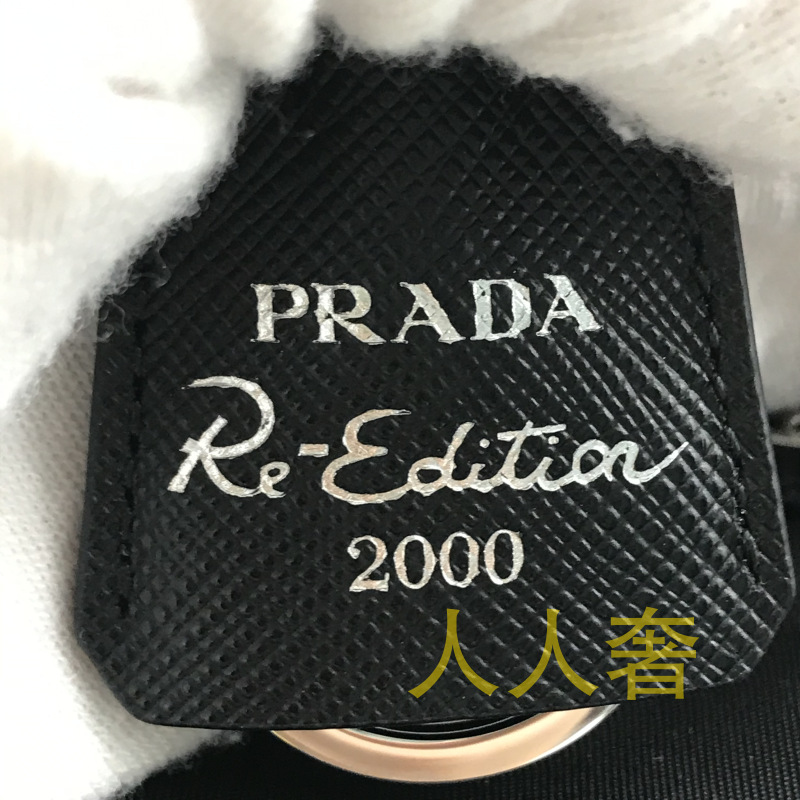 PRADA
Re-Edition
2000
人人奢